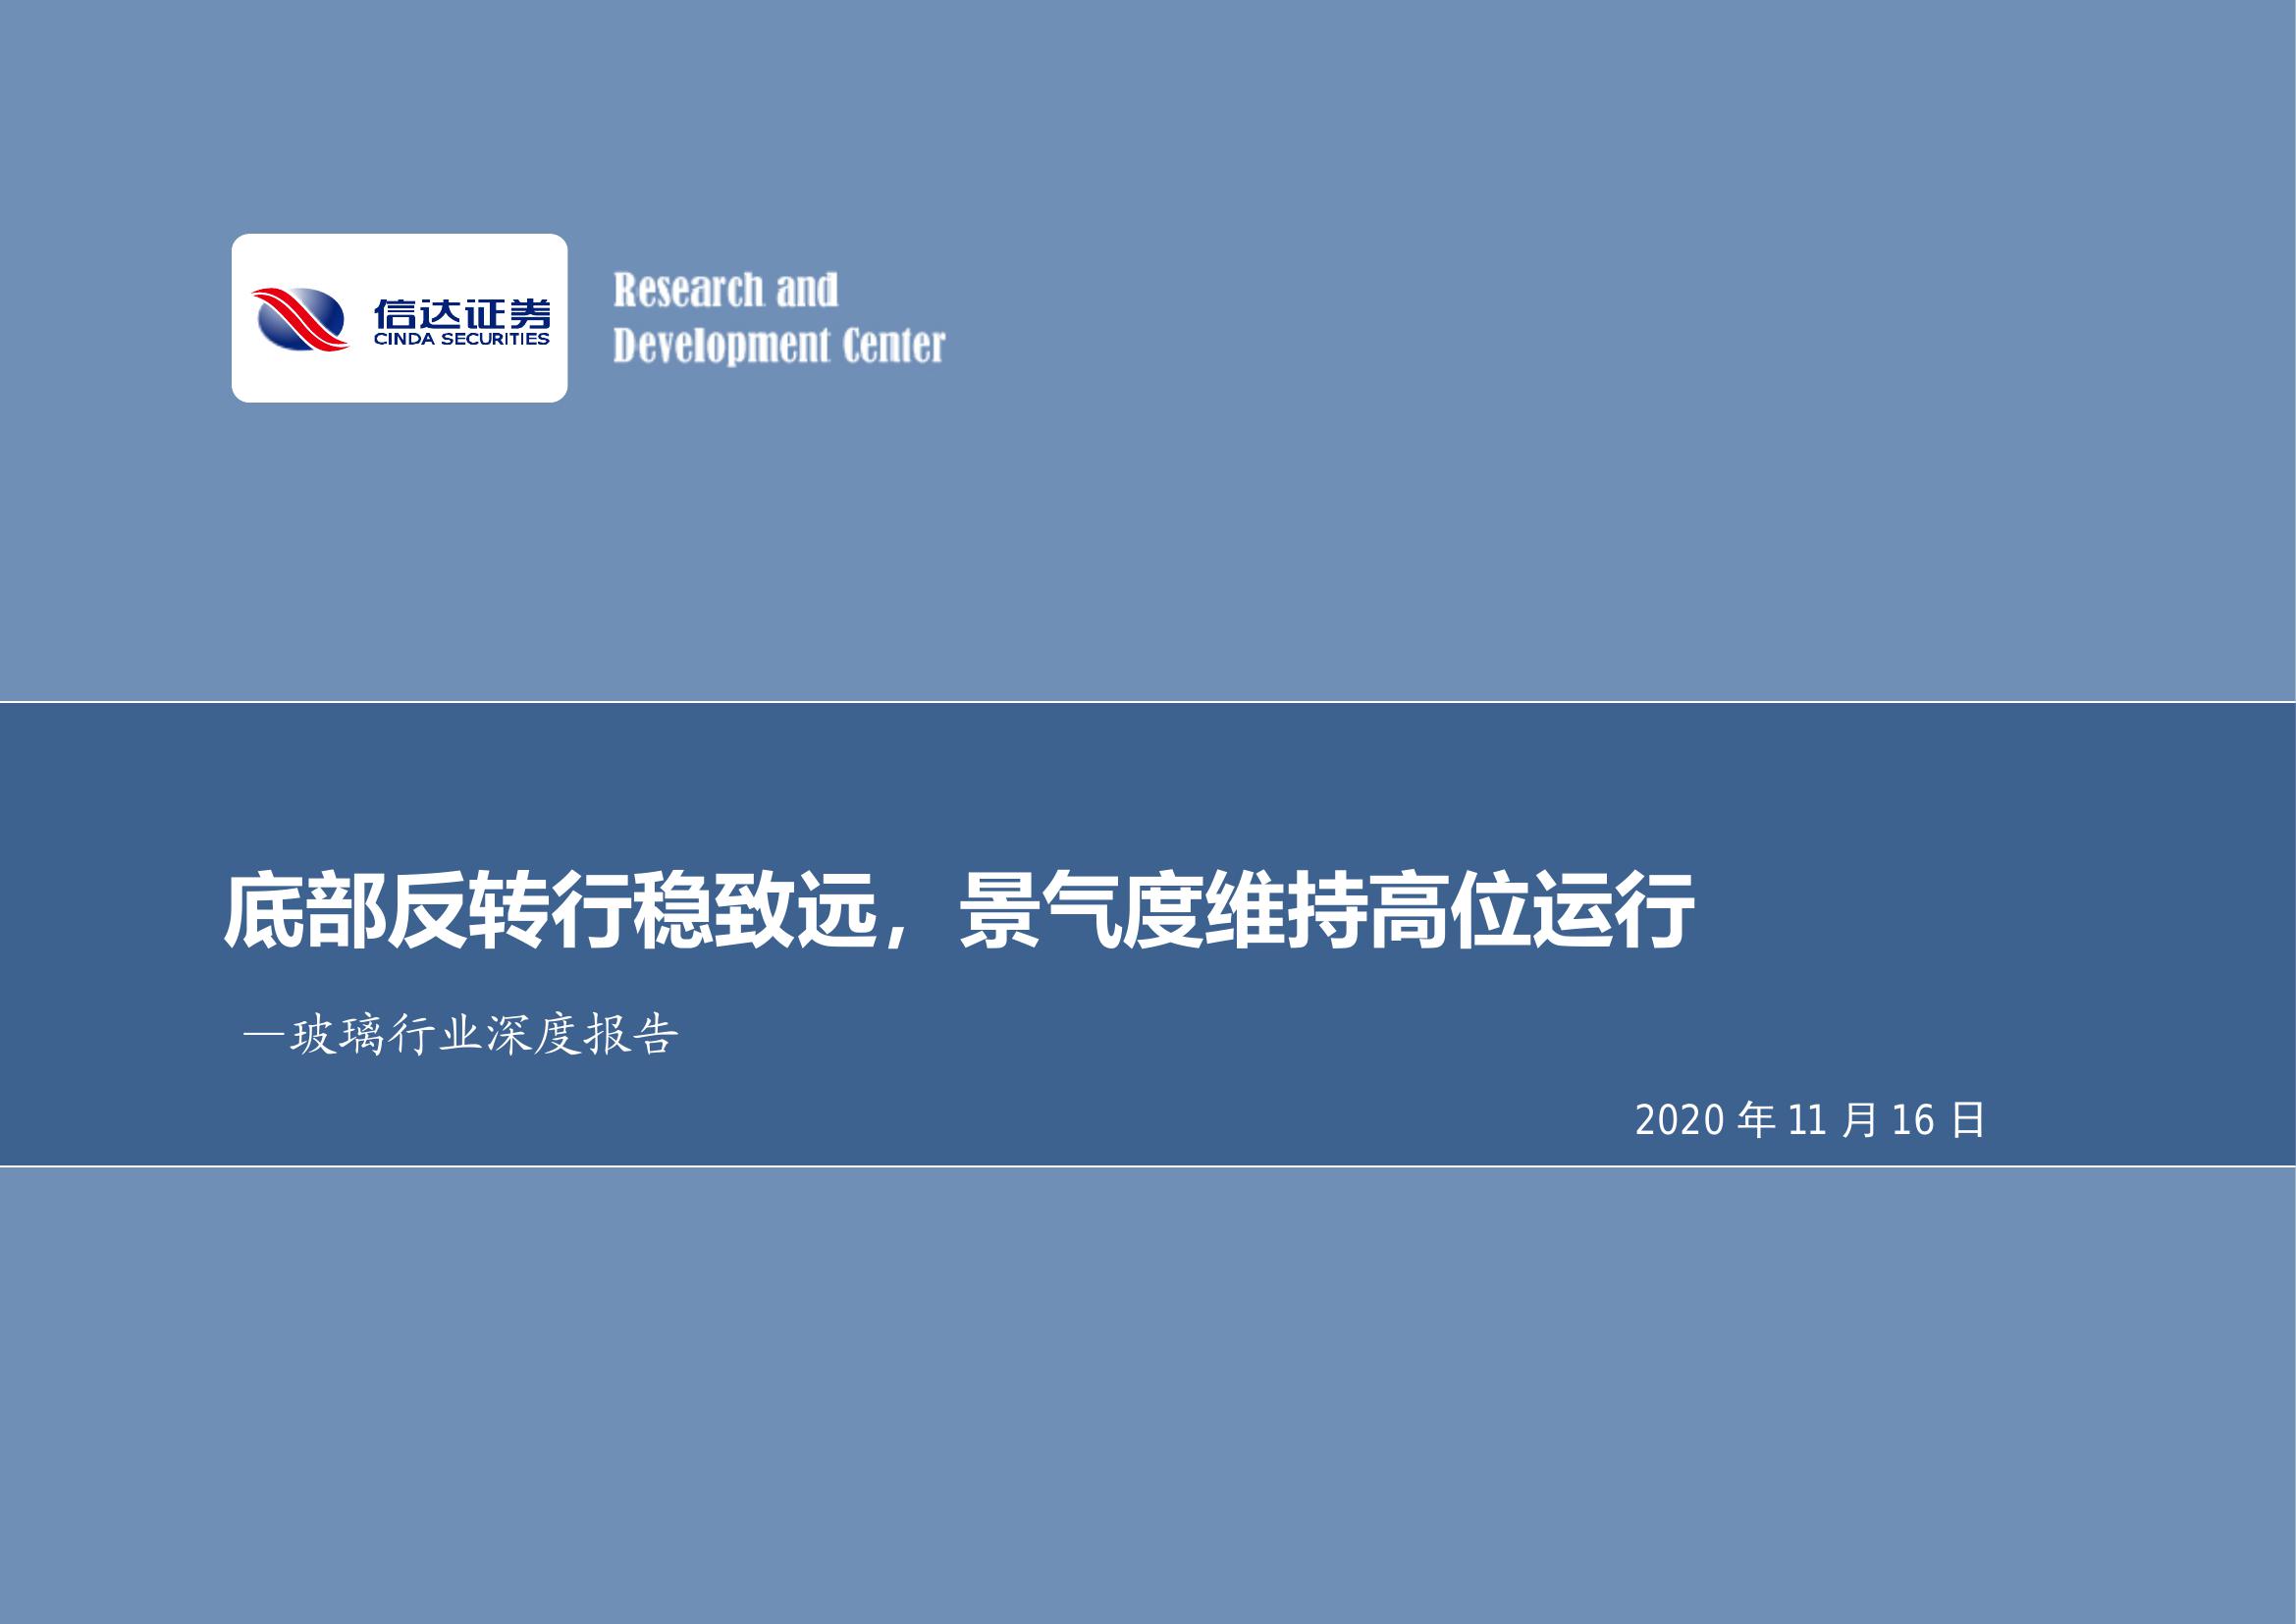 信达证券
CINDA SECURITIES
Research and
Development Center
底部反转行稳致远, 景气度维持高位运行
—玻璃行业深度报告
2020 年 11 月 16 日